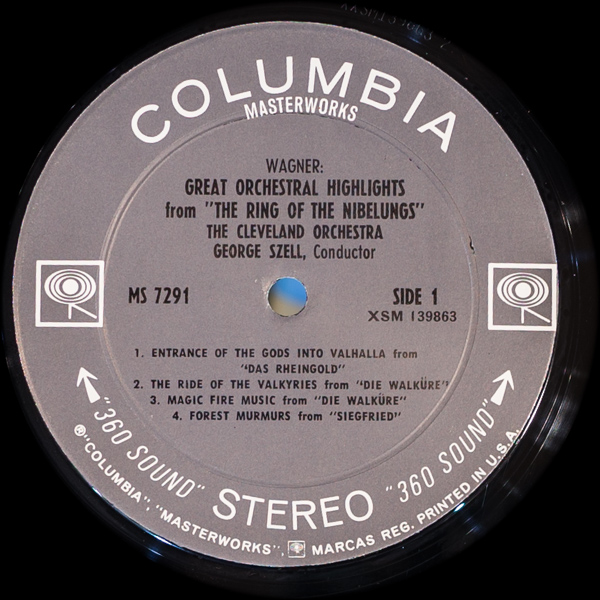 COLUMBIA
MASTERWORKS
WAGNER:
GREAT ORCHESTRAL HIGHLIGHTS
from "THE RING OF THE NIBELUNGS"
THE CLEVELAND ORCHESTRA
GEORGE SZELL, Conductor
MS 7291
SIDE 1
XSM 139863
1. ENTRANCE OF THE GODS INTO VALHALLA from
"DAS RHEINGOLD"
2. THE RIDE OF THE VALKYRIES from "DIE WALKÜRE"
3. MAGIC FIRE MUSIC from "DIE WALKÜRE"
4. FOREST MURMURS from "SIEGFRIED"
"360 SOUND" STEREO "360 SOUND"
®"COLUMBIA", "MASTERWORKS", MARCAS REG. PRINTED IN U.S.A.